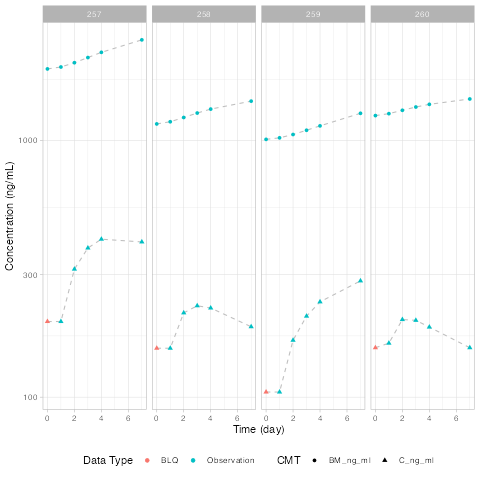 257 258 259 260
Concentration (ng/mL)
1000
300
100
0 2 4 6 0 2 4 6 0 2 4 6 0 2 4 6
Time (day)
Data Type BLQ Observation CMT BM_ng_ml C_ng_ml